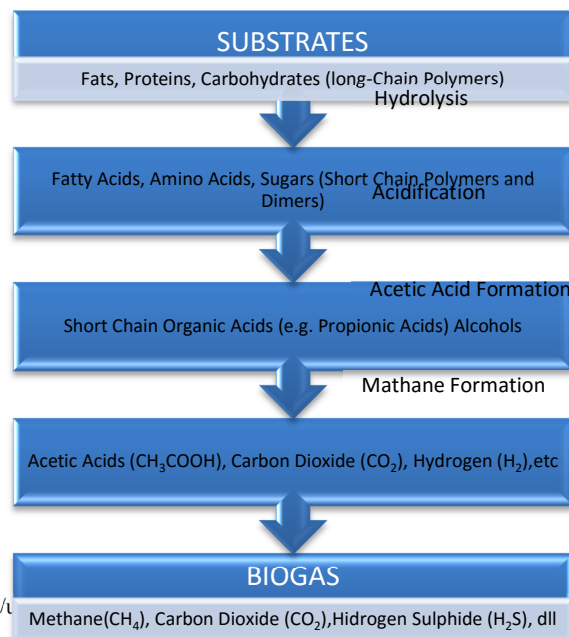 SUBSTRATES
Fats, Proteins, Carbohydrates (long-Chain Polymers)
Hydrolysis
Fatty Acids, Amino Acids, Sugars (Short Chain Polymers and
Dimers)
Acidification
Acetic Acid Formation
Short Chain Organic Acids (e.g. Propionic Acids) Alcohols
Mathane Formation
Acetic Acids (CH₃COOH), Carbon Dioxide (CO₂), Hydrogen (H₂),etc
BIOGAS
Methane(CH₄), Carbon Dioxide (CO₂),Hidrogen Sulphide (H₂S), dll